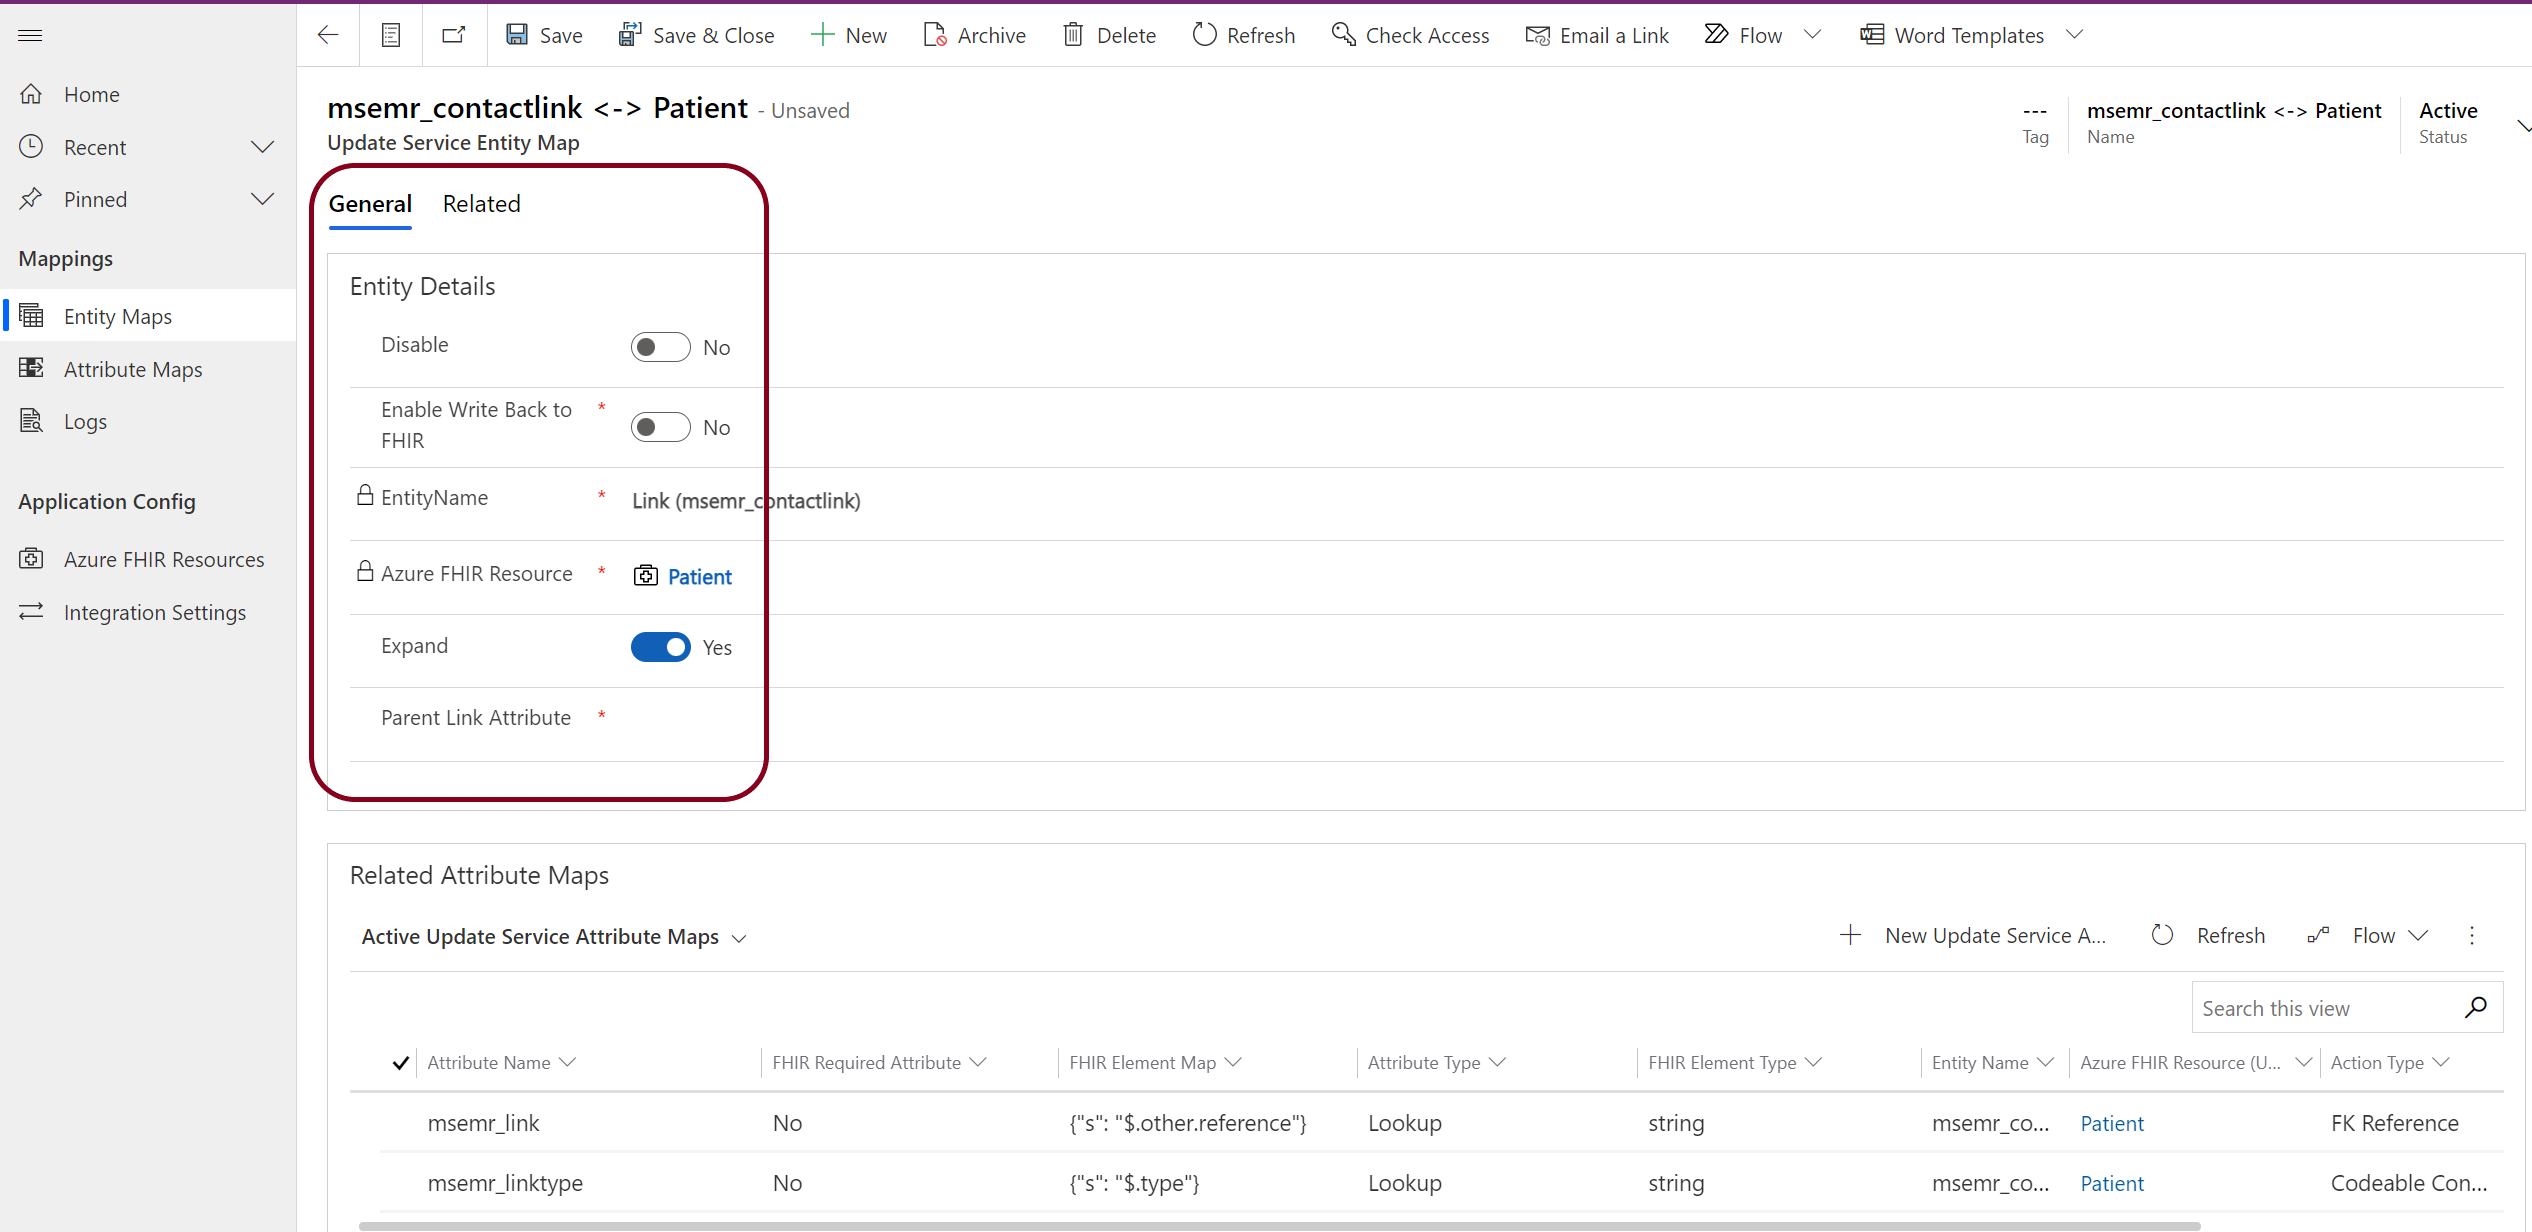 Save
Save & Close
New
Archive
Delete
Refresh
Check Access
Email a Link
Flow
Word Templates
Home
Recent
Pinned
Mappings
Entity Maps
Attribute Maps
Logs
Application Config
Azure FHIR Resources
Integration Settings
msemr_contactlink <-> Patient - Unsaved
Update Service Entity Map
---
Tag
msemr_contactlink <-> Patient
Name
Active
Status
General Related
Entity Details
Disable No
Enable Write Back to
FHIR * No
EntityName * Link (msemr_contactlink)
Azure FHIR Resource * Patient
Expand Yes
Parent Link Attribute *
Related Attribute Maps
Active Update Service Attribute Maps
New Update Service A...
Refresh
Flow
Search this view
Attribute Name FHIR Required Attribute FHIR Element Map Attribute Type FHIR Element Type Entity Name Azure FHIR Resource (U... Action Type
msemr_link No {"s": "$.other.reference"} Lookup string msemr_co... Patient FK Reference
msemr_linktype No {"s": "$.type"} Lookup string msemr_co... Patient Codeable Con...